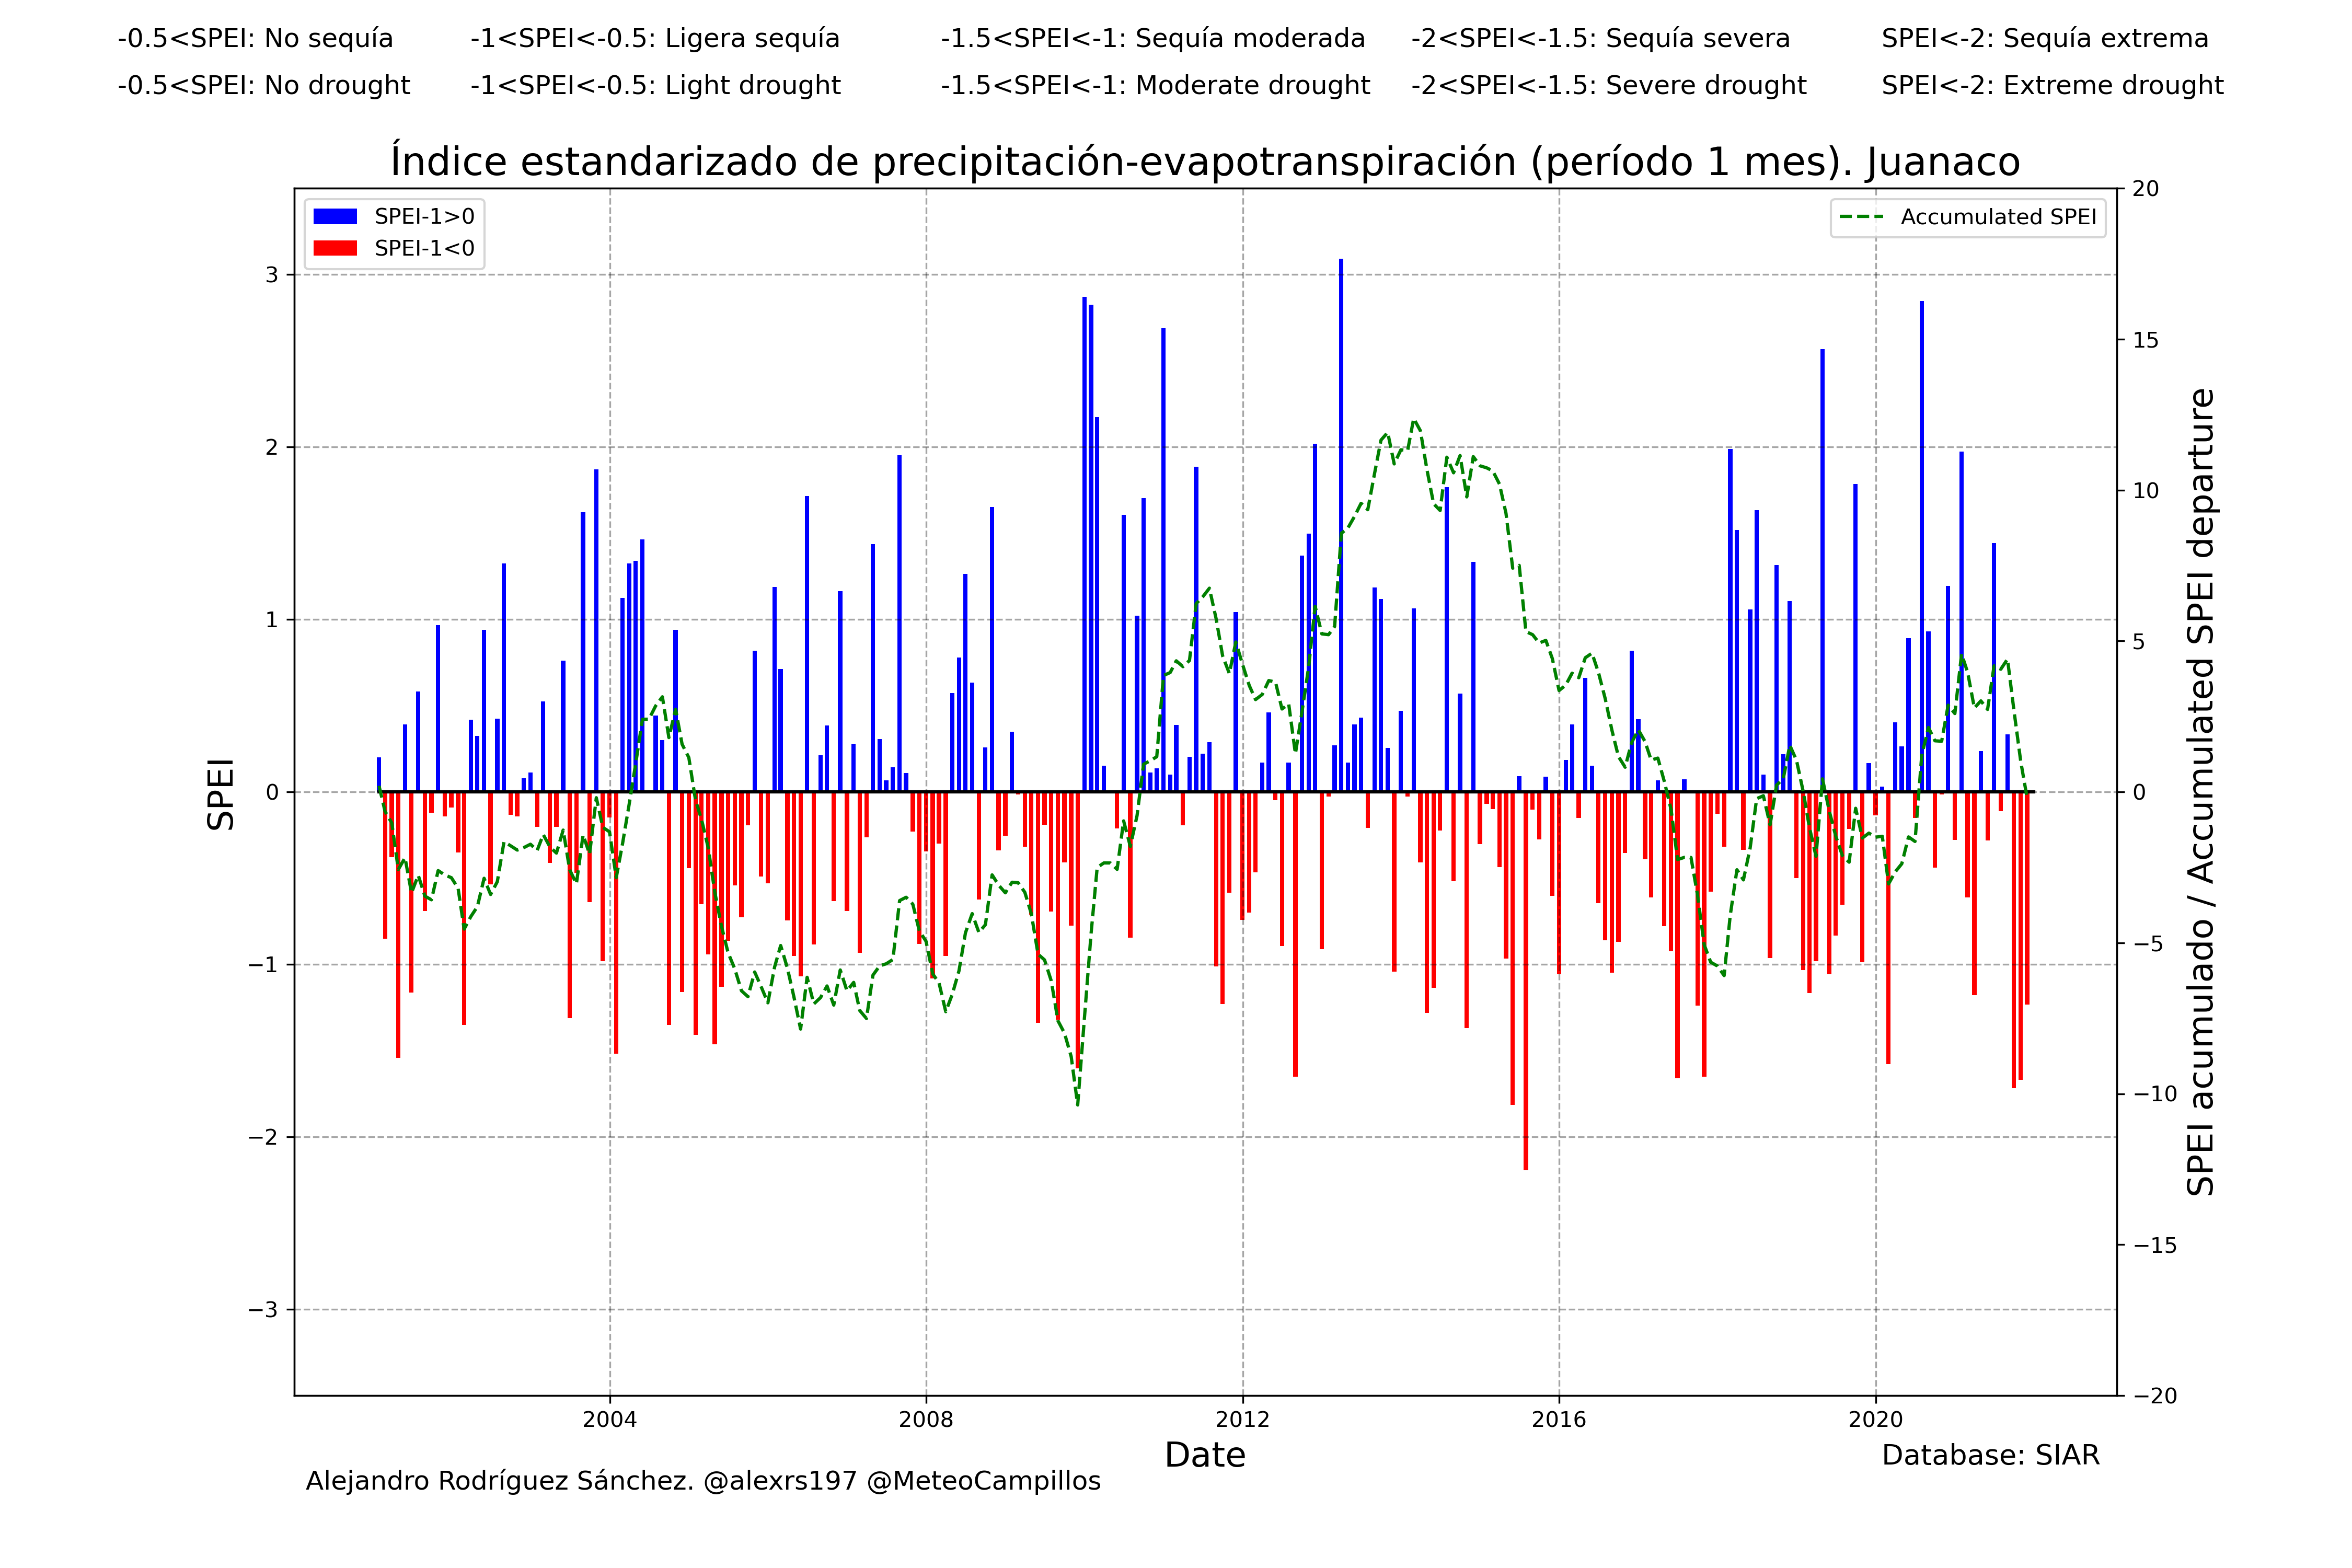 -0.5<SPEI: No sequía
-1<SPEI<-0.5: Ligera sequía
-1.5<SPEI<-1: Sequía moderada
-2<SPEI<-1.5: Sequía severa
SPEI<-2: Sequía extrema
-0.5<SPEI: No drought
-1<SPEI<-0.5: Light drought
-1.5<SPEI<-1: Moderate drought
-2<SPEI<-1.5: Severe drought
SPEI<-2: Extreme drought
Índice estandarizado de precipitación-evapotranspiración (período 1 mes). Juanaco
SPEI-1>0
SPEI-1<0
Accumulated SPEI
SPEI
3
2
1
0
−1
−2
−3
20
15
10
5
0
−5
−10
−15
−20
SPEI acumulado / Accumulated SPEI departure
2004
2008
2012
2016
2020
Date
Database: SIAR
Alejandro Rodríguez Sánchez. @alexrs197 @MeteoCampillos